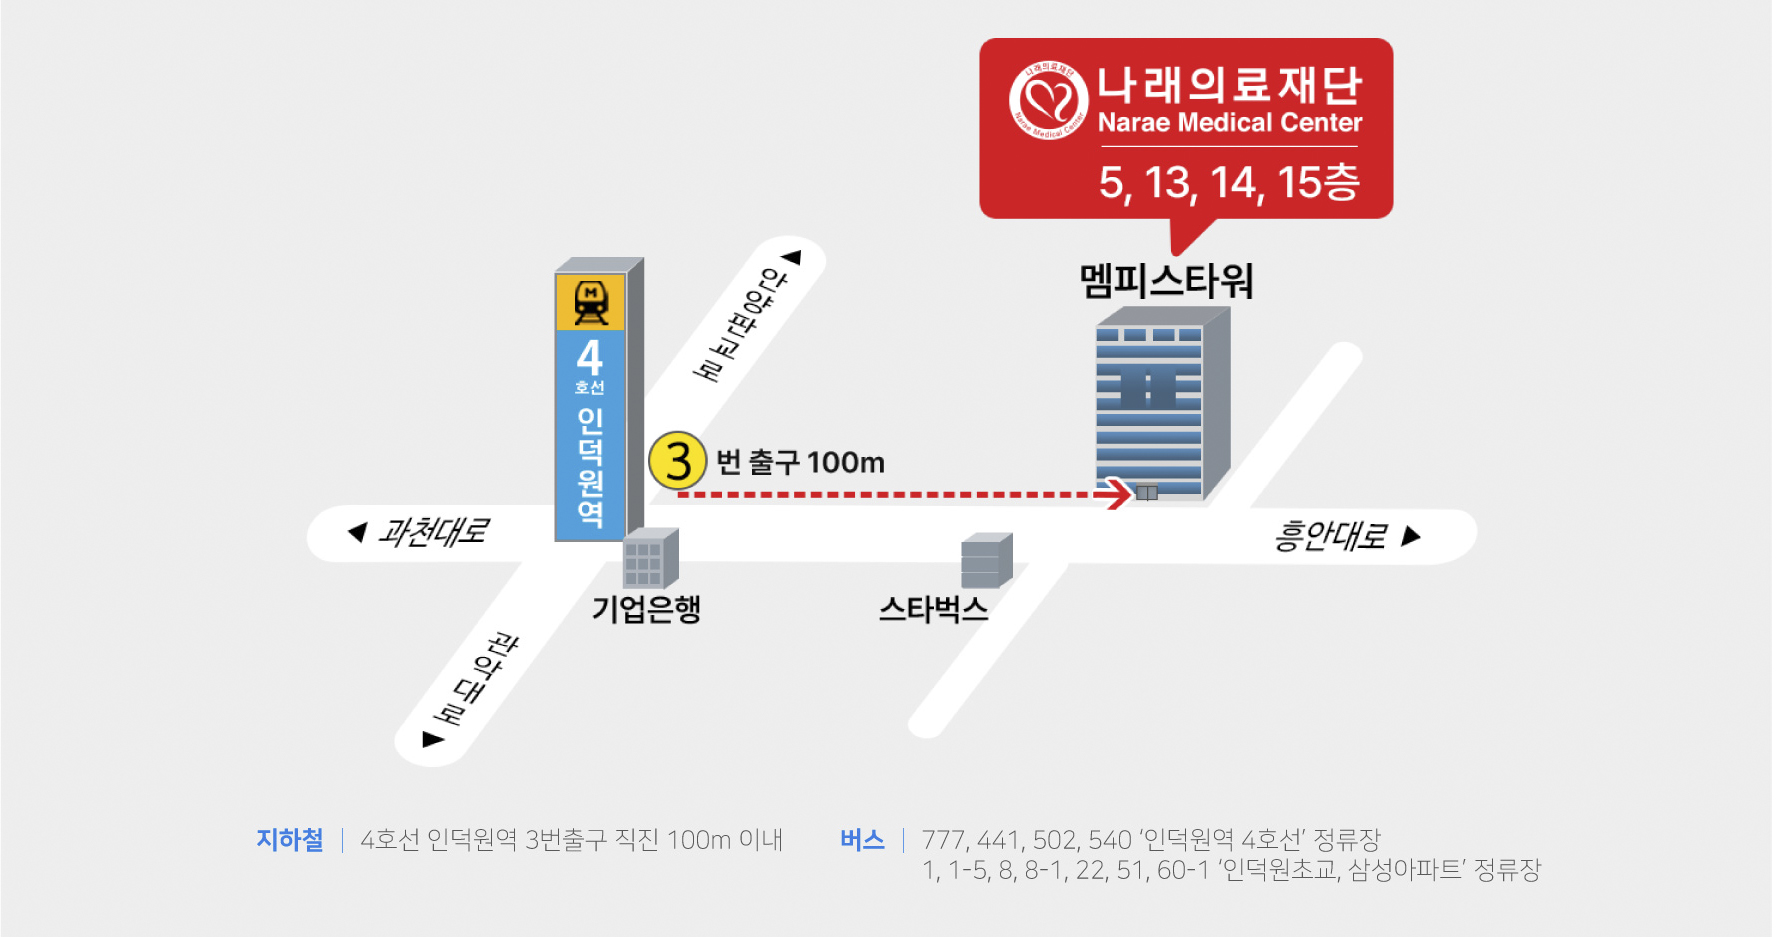 나래의료재단
Narae Medical Center
나래의료재단
Narae Medical Center
5, 13, 14, 15층
멤피스타워
안양판교로
M
4
호선
인덕원역
3 번 출구 100m
◀ 과천대로
흥안대로 ▶
기업은행
스타벅스
관악대로
지하철 | 4호선 인덕원역 3번출구 직진 100m 이내
버스 | 777, 441, 502, 540 ‘인덕원역 4호선’ 정류장
1, 1-5, 8, 8-1, 22, 51, 60-1 ‘인덕원초교, 삼성아파트’ 정류장